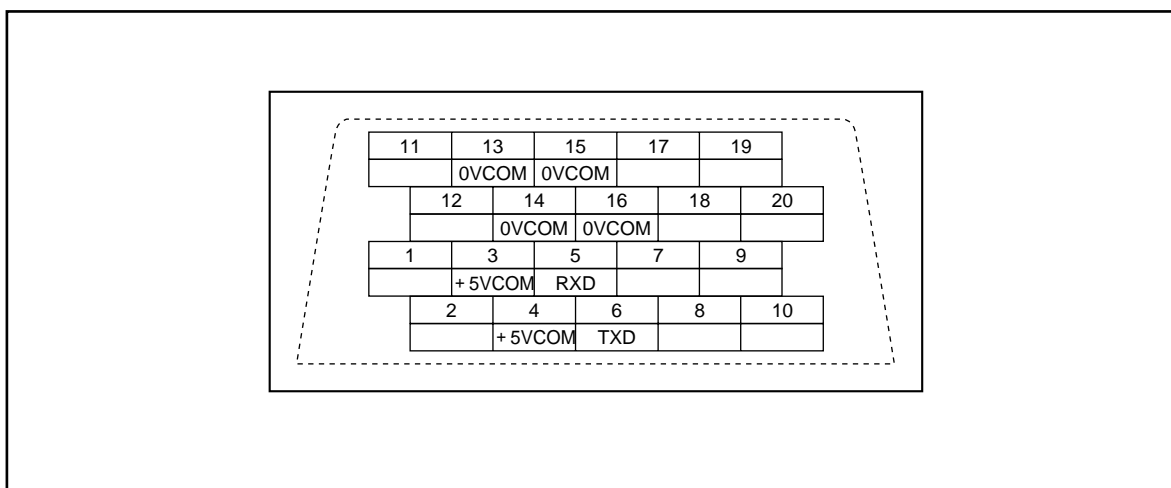 11 13 15 17 19
0VCOM 0VCOM
12 14 16 18 20
0VCOM 0VCOM
1 3 5 7 9
+ 5VCOM RXD
2 4 6 8 10
+ 5VCOM TXD